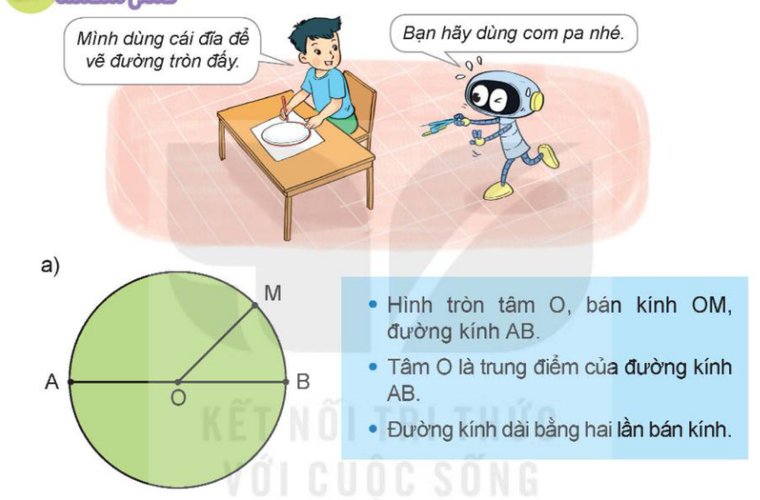 Mình dùng cái đĩa để
vẽ đường tròn đấy.
Bạn hãy dùng com pa nhé.
a)
M
A
O
B
• Hình tròn tâm O, bán kính OM,
đường kính AB.
• Tâm O là trung điểm của đường kính
AB.
• Đường kính dài bằng hai lần bán kính.
KẾT NỐI TRI THỨC
VỚI CUỘC SỐNG